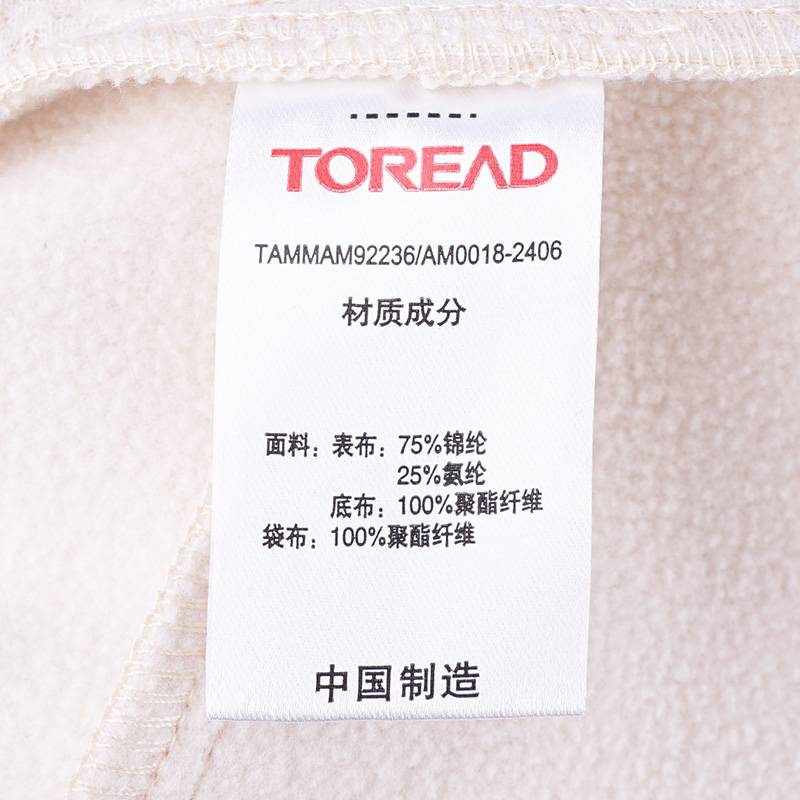 TOREAD
TAMMAM92236/AM0018-2406
材质成分
面料：表布：75%锦纶
25%氨纶
底布：100%聚酯纤维
袋布：100%聚酯纤维
中国制造